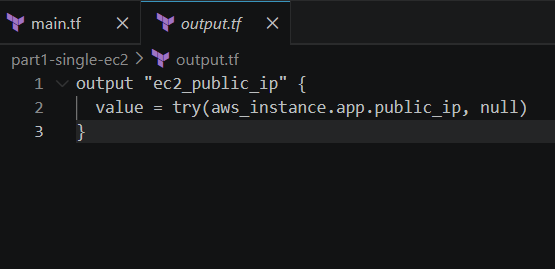 main.tf
output.tf
part1-single-ec2 > output.tf
1 output "ec2_public_ip" {
2   value = try(aws_instance.app.public_ip, null)
3 }